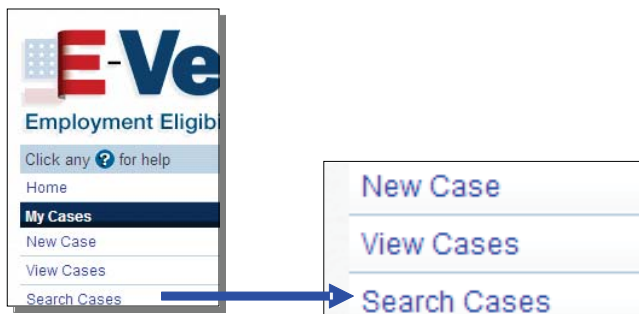 E-Ve
Employment Eligibi
Click any ? for help
Home
My Cases
New Case
View Cases
Search Cases
New Case
View Cases
Search Cases